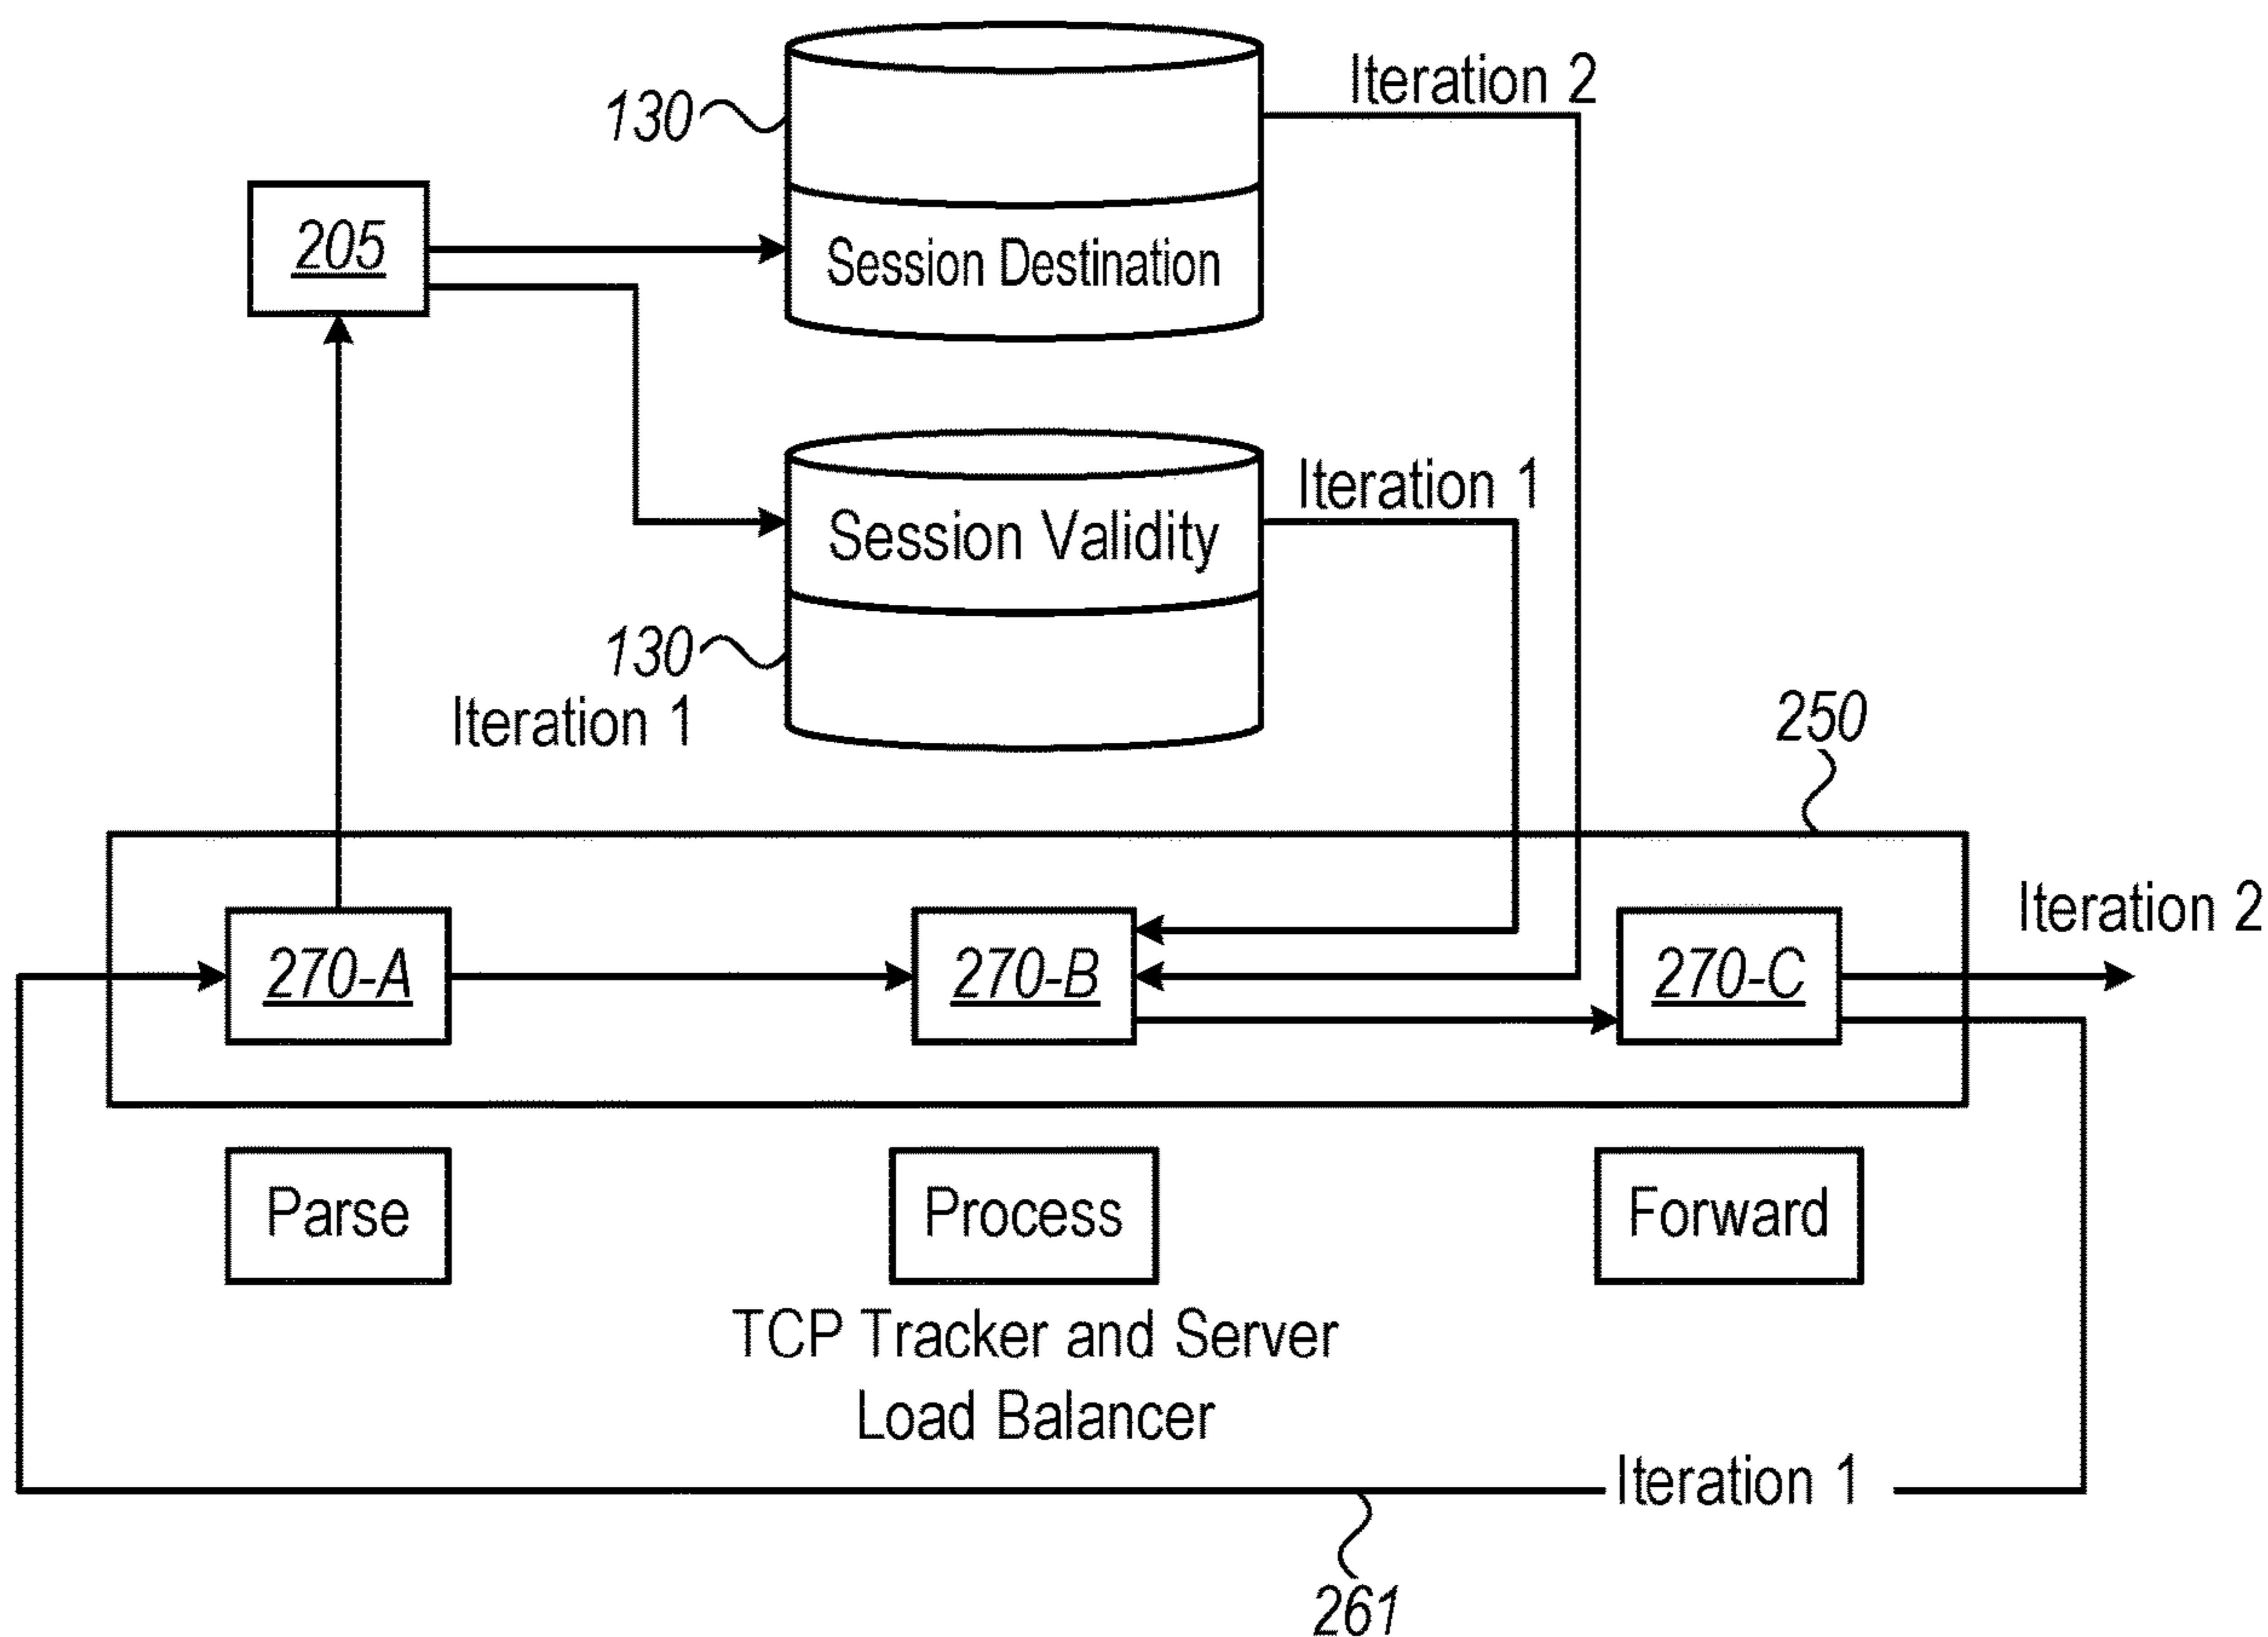 Iteration 2
130
205
Session Destination
Iteration 1
Session Validity
130
Iteration 1
250
Iteration 2
270-A
270-B
270-C
Parse
Process
Forward
TCP Tracker and Server
Load Balancer
Iteration 1
261